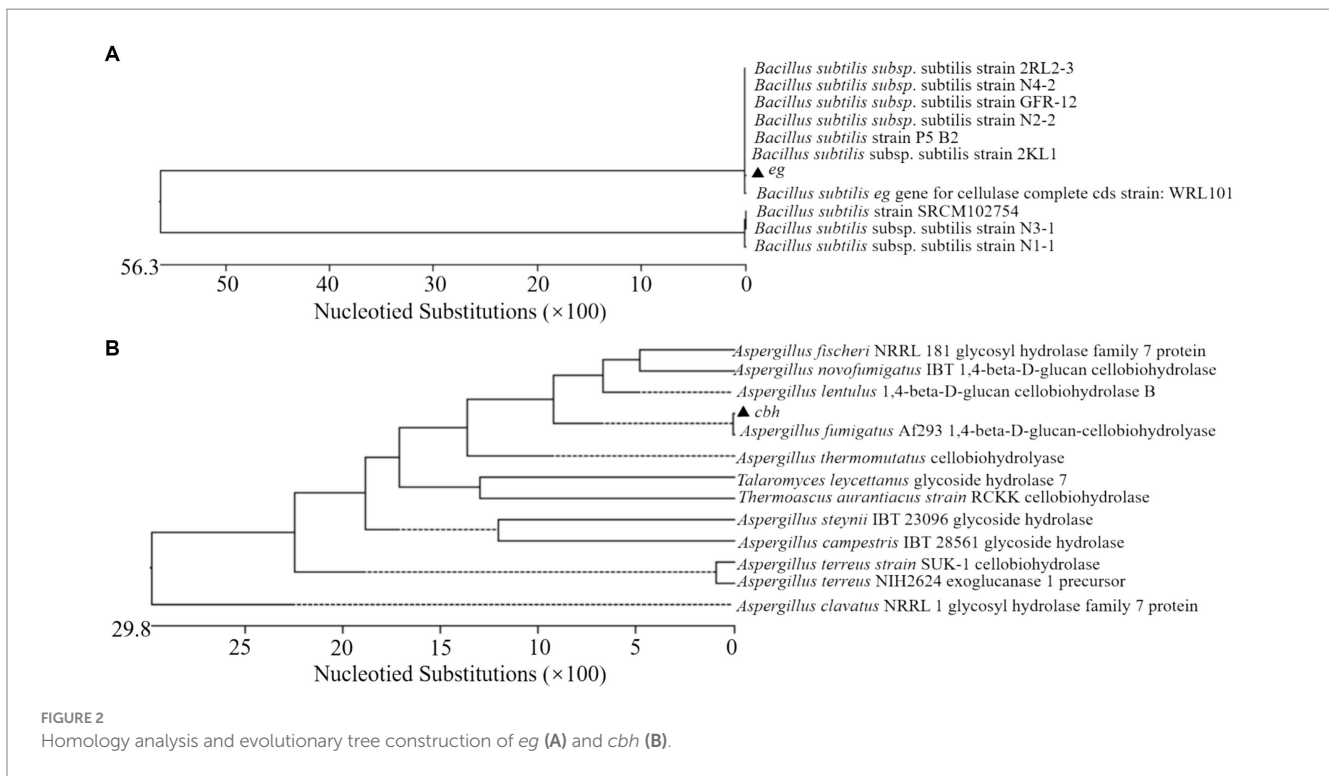 A
Bacillus subtilis subsp. subtilis strain 2RL2-3
Bacillus subtilis subsp. subtilis strain N4-2
Bacillus subtilis subsp. subtilis strain GFR-12
Bacillus subtilis subsp. subtilis strain N2-2
Bacillus subtilis strain P5 B2
Bacillus subtilis subsp. subtilis strain 2KL1
▲ eg
Bacillus subtilis eg gene for cellulase complete cds strain: WRL101
Bacillus subtilis strain SRCM102754
Bacillus subtilis subsp. subtilis strain N3-1
Bacillus subtilis subsp. subtilis strain N1-1
56.3 50 40 30 20 10 0
Nucleotied Substitutions (×100)
B
Aspergillus fischeri NRRL 181 glycosyl hydrolase family 7 protein
Aspergillus novofumigatus IBT 1,4-beta-D-glucan cellobiohydrolase
Aspergillus lentulus 1,4-beta-D-glucan cellobiohydrolase B
▲ cbh
Aspergillus fumigatus Af293 1,4-beta-D-glucan-cellobiohydrolyase
Aspergillus thermomutatus cellobiohydrolyase
Talaromyces leycettanus glycoside hydrolase 7
Thermoascus aurantiacus strain RCKK cellobiohydrolase
Aspergillus steynii IBT 23096 glycoside hydrolase
Aspergillus campestris IBT 28561 glycoside hydrolase
Aspergillus terreus strain SUK-1 cellobiohydrolase
Aspergillus terreus NIH2624 exoglucanase 1 precursor
Aspergillus clavatus NRRL 1 glycosyl hydrolase family 7 protein
29.8 25 20 15 10 5 0
Nucleotied Substitutions (×100)
FIGURE 2
Homology analysis and evolutionary tree construction of eg (A) and cbh (B).